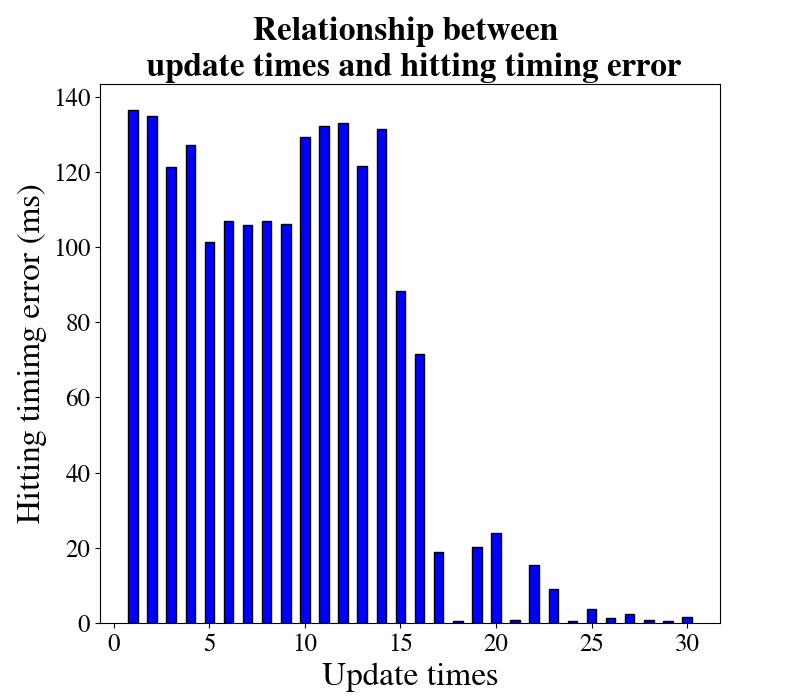 Relationship between
update times and hitting timing error
Hitting timimg error (ms)
140
120
100
80
60
40
20
0
0 5 10 15 20 25 30
Update times